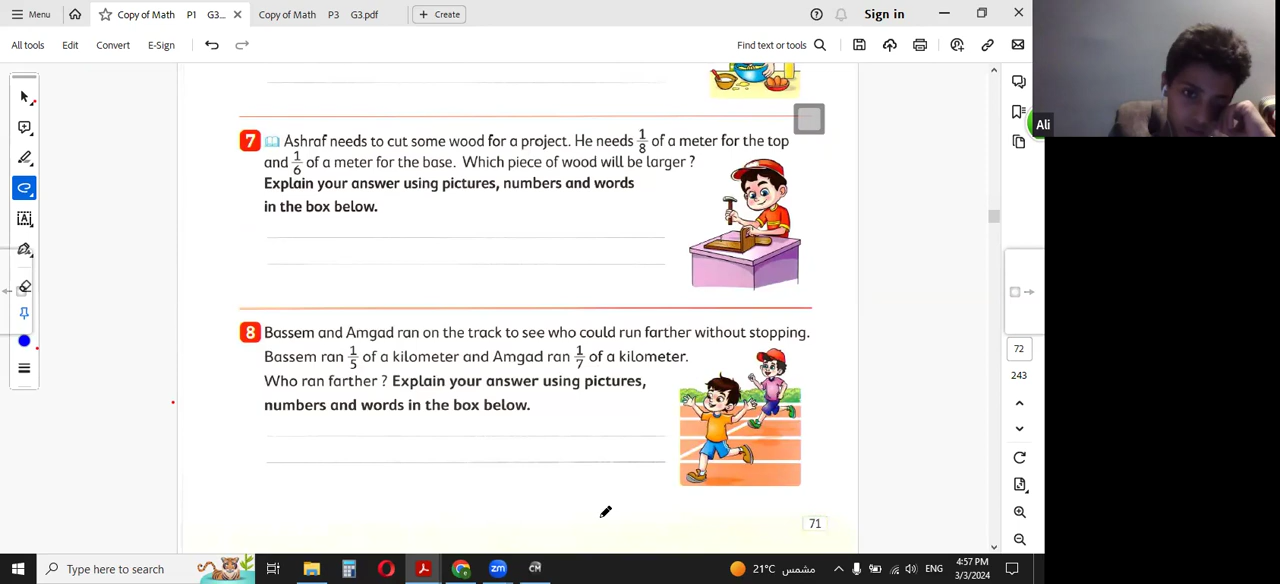 Menu
Copy of Math P1 G3...
Copy of Math P3 G3.pdf
Create
Sign in
All tools
Edit
Convert
E-Sign
Find text or tools
7 Ashraf needs to cut some wood for a project. He needs 1/8 of a meter for the top
and 1/6 of a meter for the base. Which piece of wood will be larger ?
Explain your answer using pictures, numbers and words
in the box below.
8 Bassem and Amgad ran on the track to see who could run farther without stopping.
Bassem ran 1/5 of a kilometer and Amgad ran 1/7 of a kilometer.
Who ran farther ? Explain your answer using pictures,
numbers and words in the box below.
71
Ali
72
243
Type here to search
zm
21°C مشمس
ENG
4:57 PM
3/3/2024